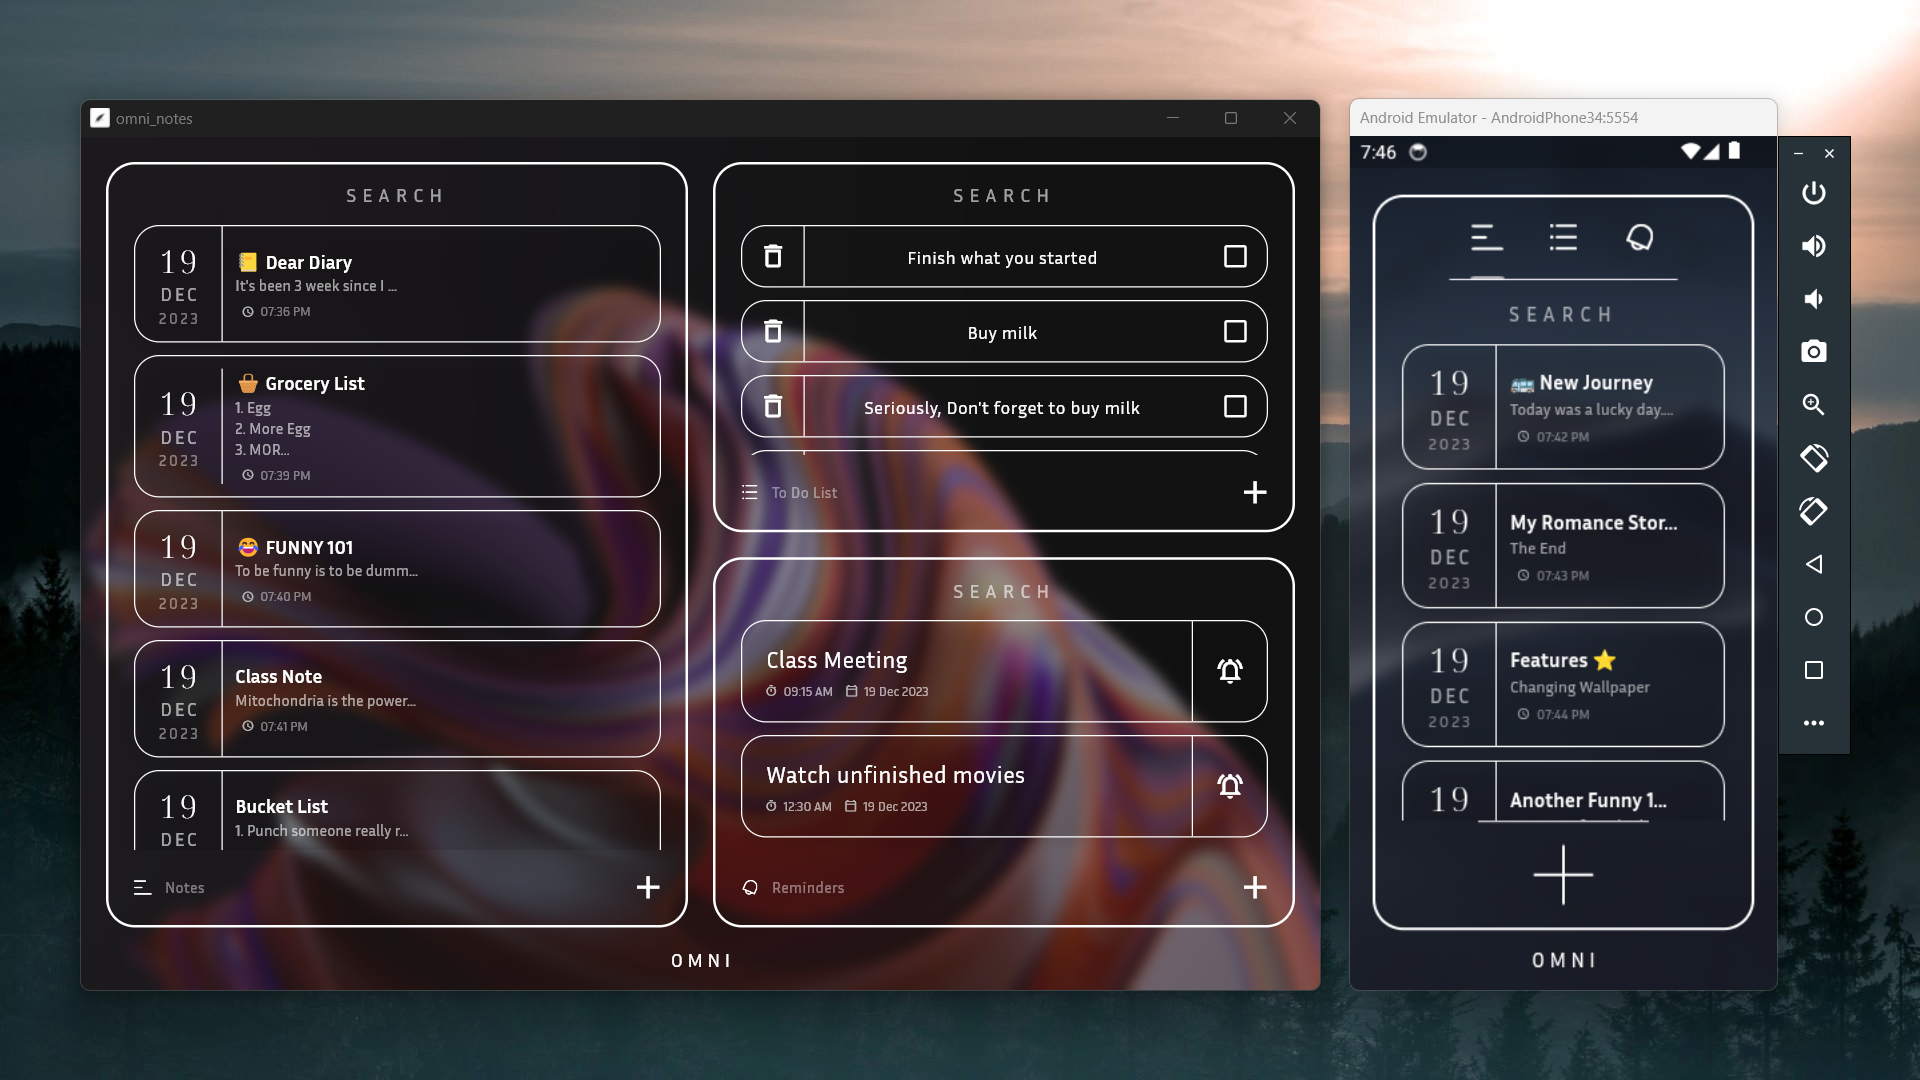 omni_notes
SEARCH
19
DEC
2023
📒 Dear Diary
It's been 3 week since I ...
07:36 PM
19
DEC
2023
🧺 Grocery List
1. Egg
2. More Egg
3. MOR...
07:39 PM
19
DEC
2023
😂 FUNNY 101
To be funny is to be dumm...
07:40 PM
19
DEC
2023
Class Note
Mitochondria is the power...
07:41 PM
19
DEC
Bucket List
1. Punch someone really r...
Notes
SEARCH
Finish what you started
Buy milk
Seriously, Don't forget to buy milk
To Do List
SEARCH
Class Meeting
09:15 AM 19 Dec 2023
Watch unfinished movies
12:30 AM 19 Dec 2023
Reminders
OMNI
Android Emulator - AndroidPhone34:5554
7:46
SEARCH
19
DEC
2023
🚌 New Journey
Today was a lucky day....
07:42 PM
19
DEC
2023
My Romance Stor...
The End
07:43 PM
19
DEC
2023
Features ⭐
Changing Wallpaper
07:44 PM
19
Another Funny 1...
OMNI